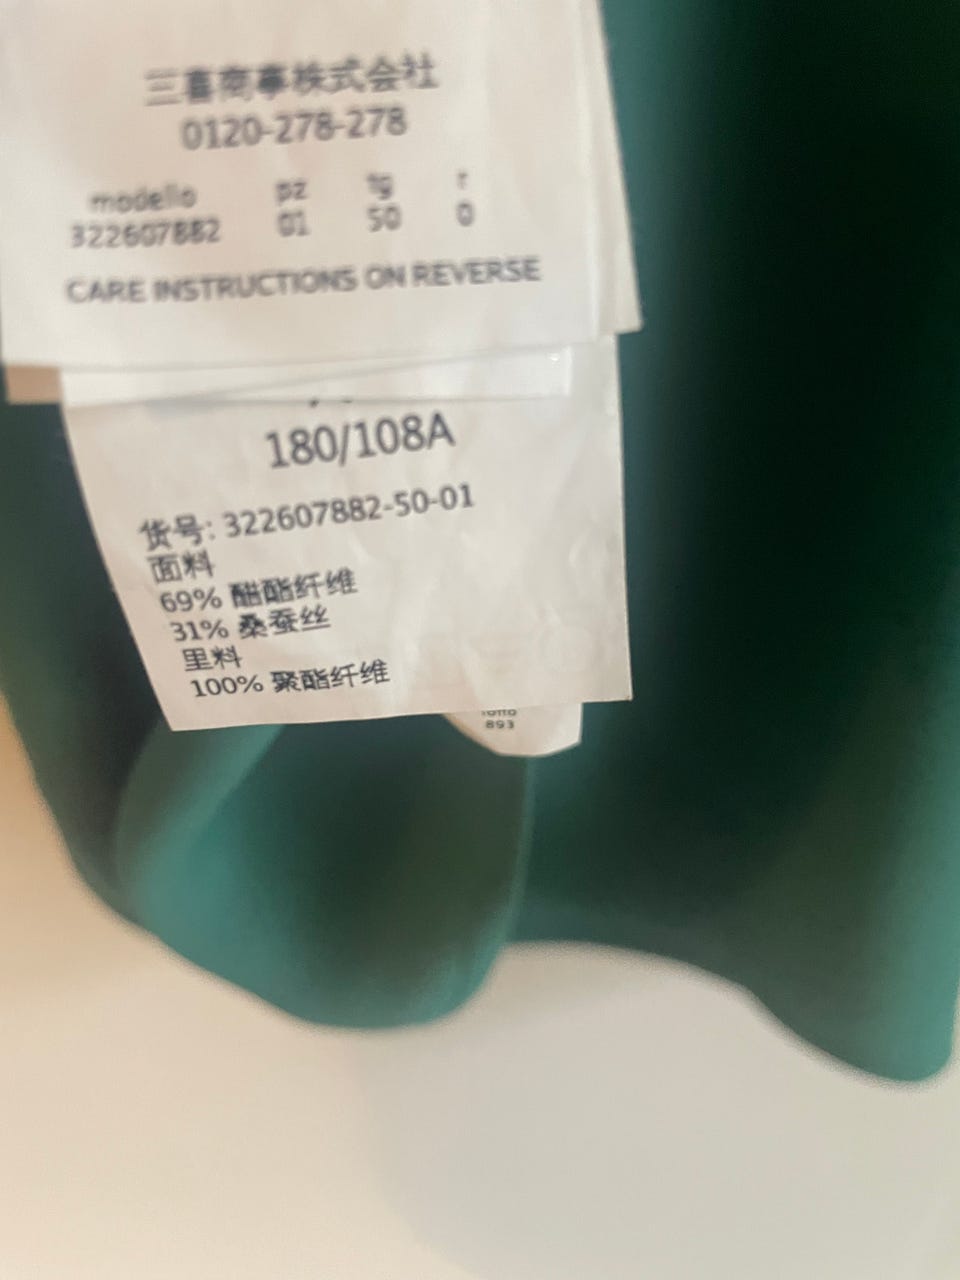 三喜商事株式会社
0120-278-278
modello pz tg r
322607882 01 50 0
CARE INSTRUCTIONS ON REVERSE
180/108A
货号: 322607882-50-01
面料
69% 醋酯纤维
31% 桑蚕丝
里料
100% 聚酯纤维
893